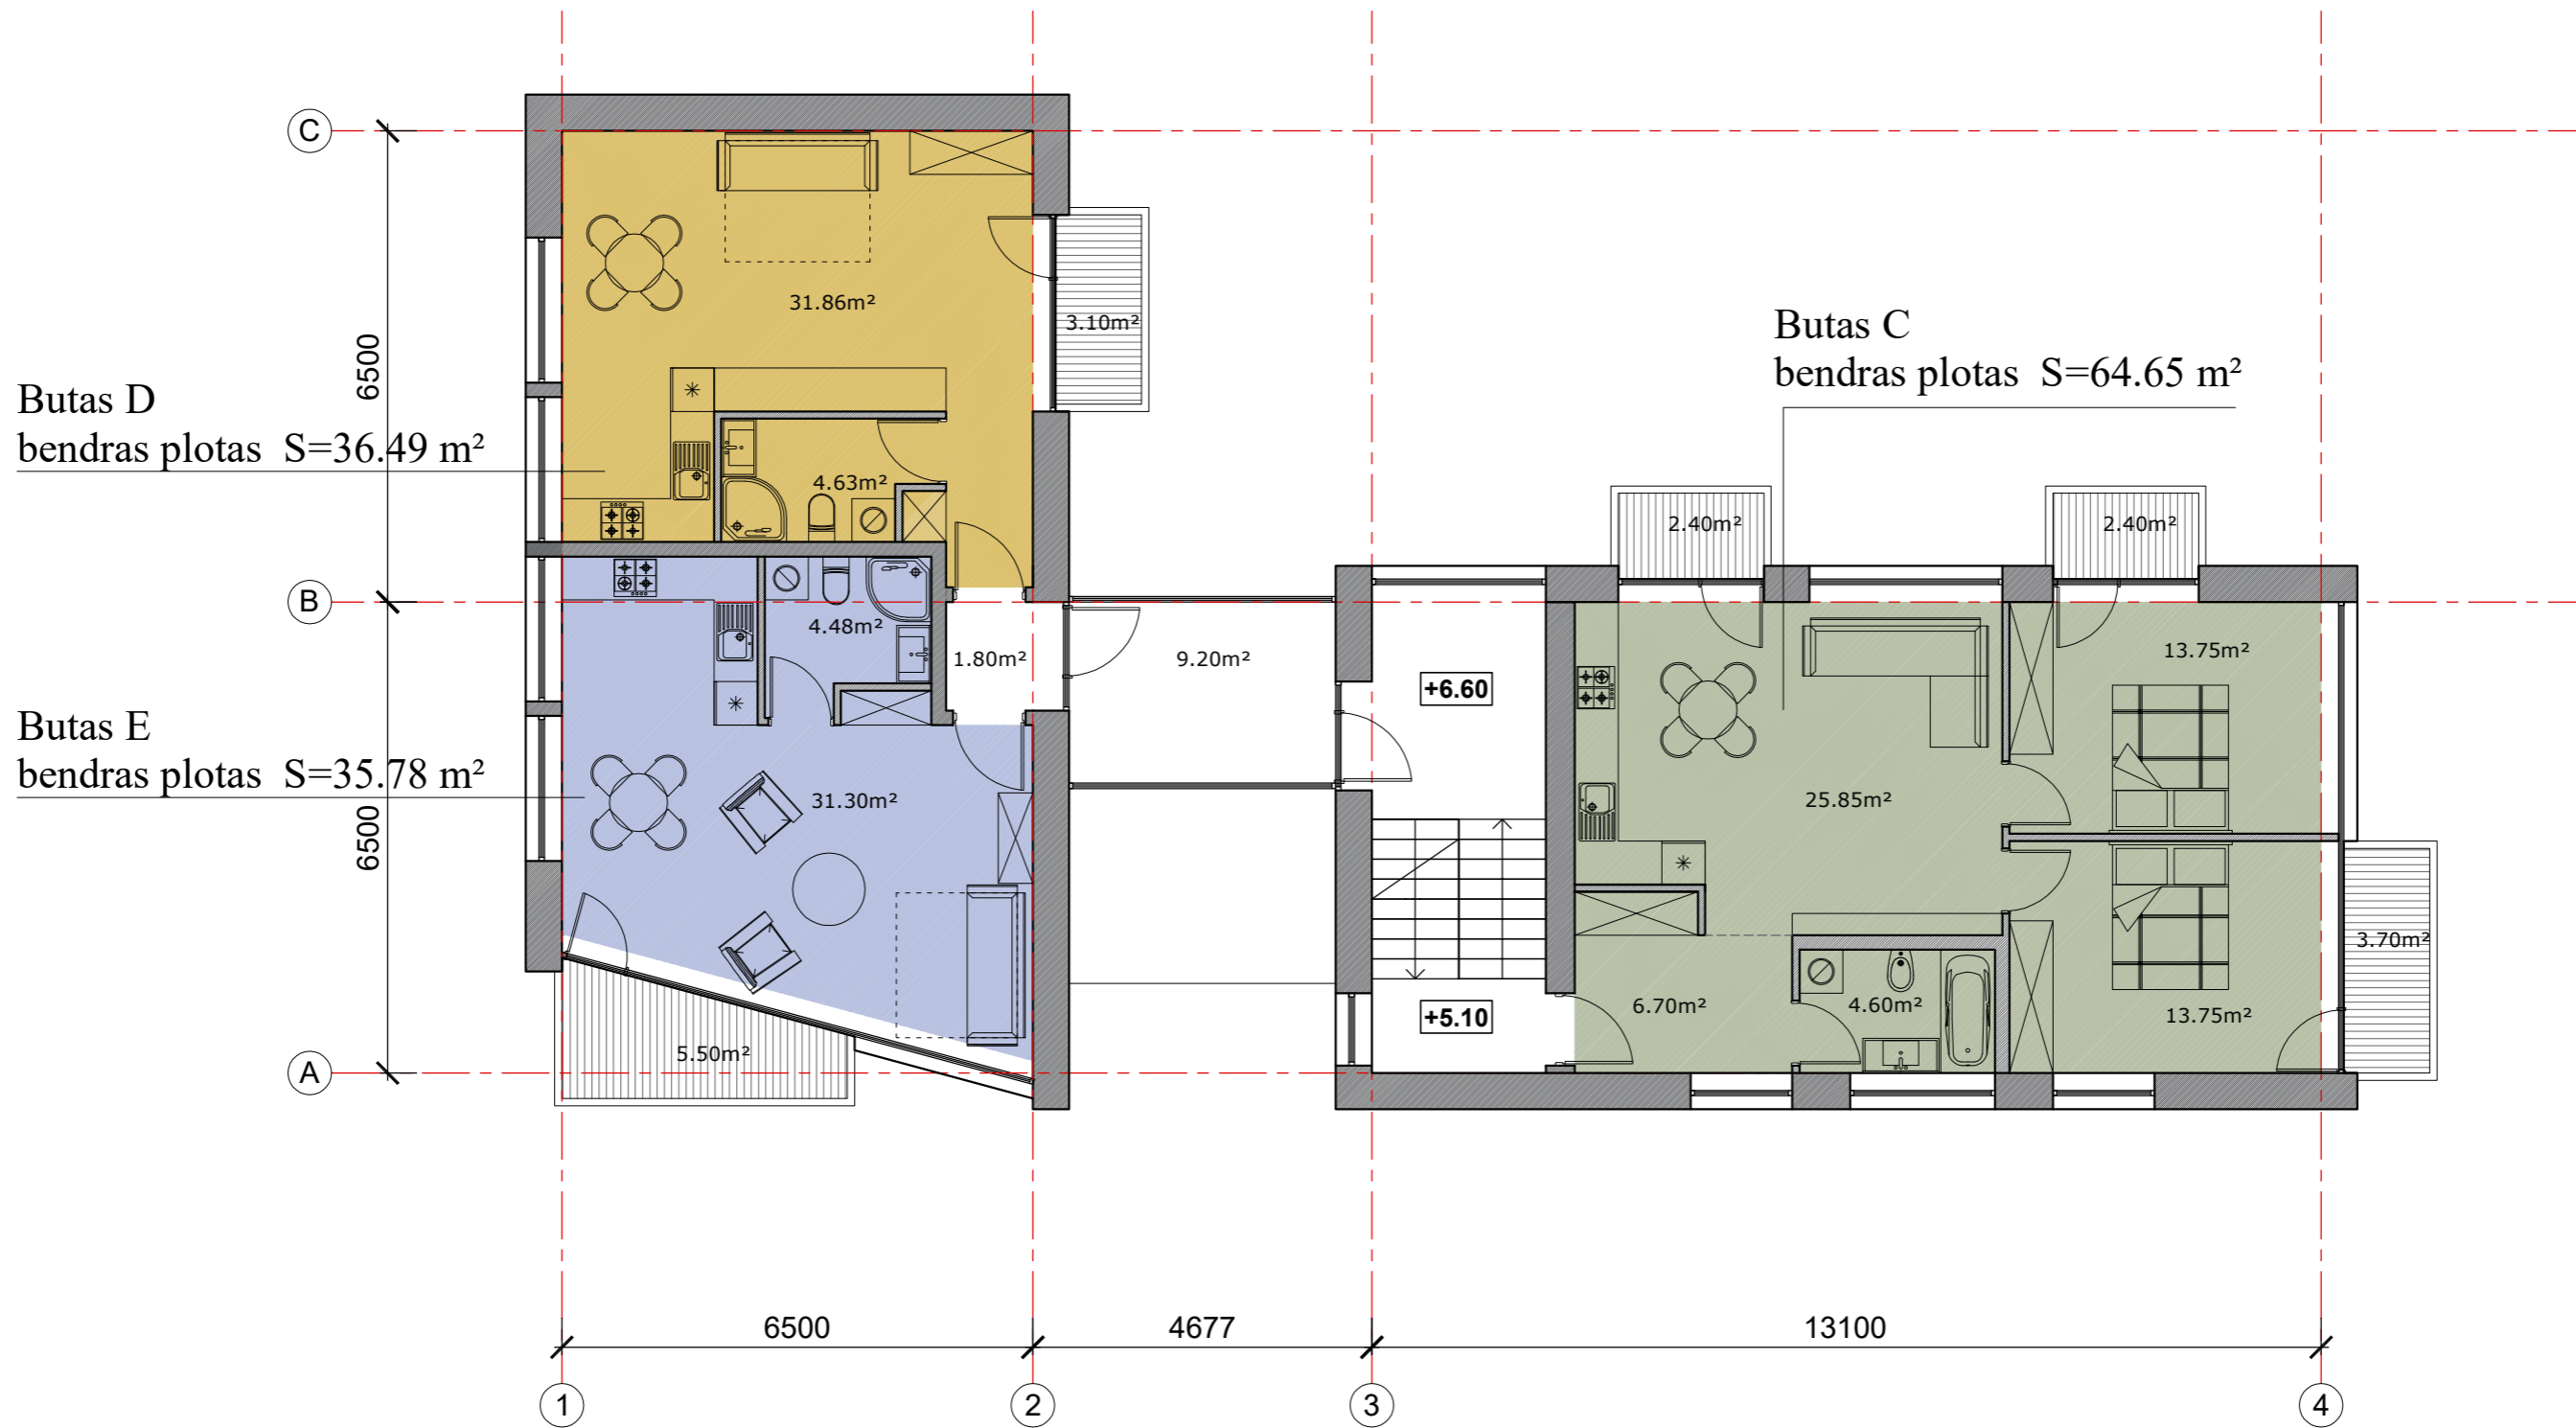 C
6500
Butas D
bendras plotas S=36.49 m²
31.86m²
3.10m²
4.63m²
Butas C
bendras plotas S=64.65 m²
2.40m²
2.40m²
B
4.48m²
1.80m²
9.20m²
+6.60
13.75m²
Butas E
bendras plotas S=35.78 m²
6500
31.30m²
25.85m²
3.70m²
6.70m²
4.60m²
13.75m²
+5.10
5.50m²
A
6500
4677
13100
1
2
3
4